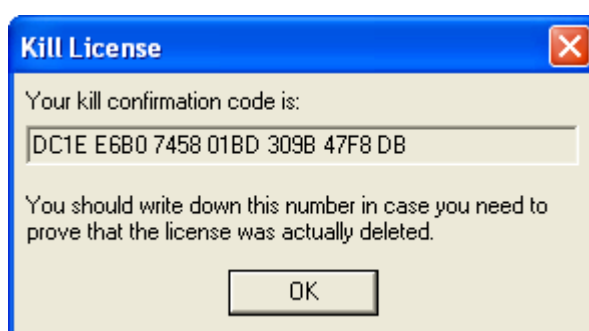 Kill License
Your kill confirmation code is:
DC1E E6B0 7458 01BD 309B 47F8 DB
You should write down this number in case you need to
prove that the license was actually deleted.
OK